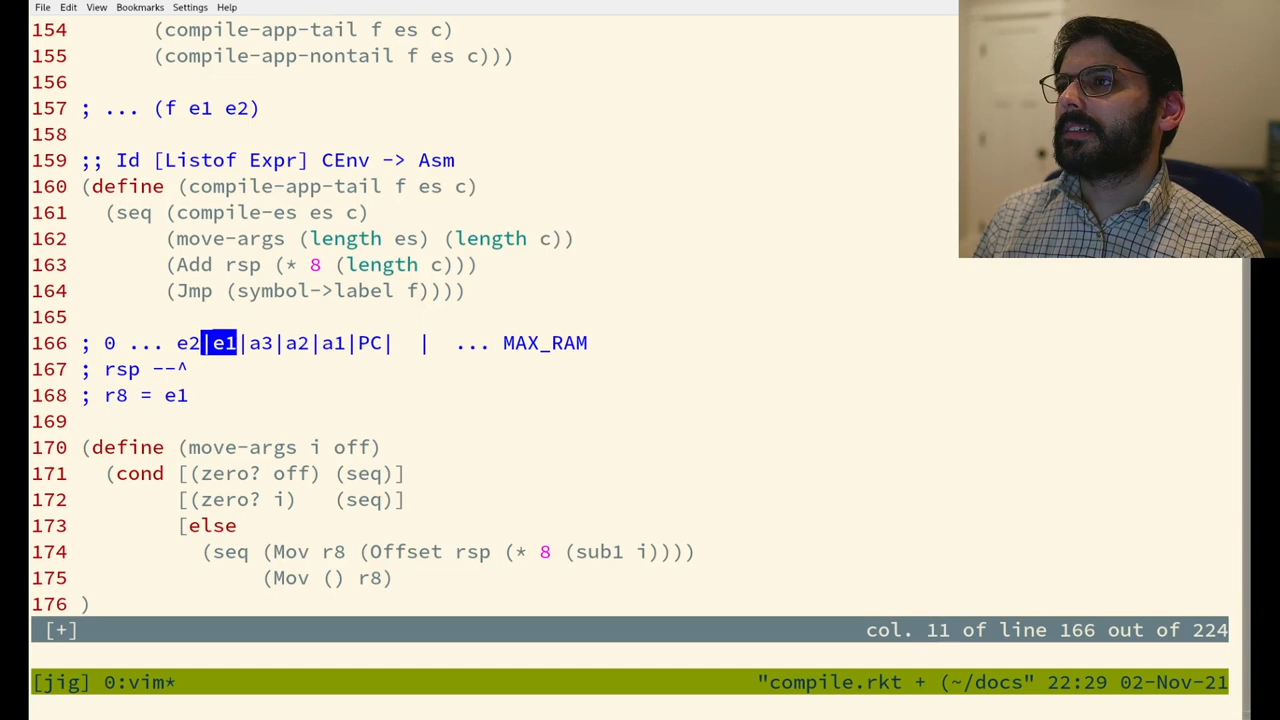 File Edit View Bookmarks Settings Help
154 (compile-app-tail f es c)
155 (compile-app-nontail f es c)))
156
157 ; ... (f e1 e2)
158
159 ;; Id [Listof Expr] CEnv -> Asm
160 (define (compile-app-tail f es c)
161 (seq (compile-es es c)
162 (move-args (length es) (length c))
163 (Add rsp (* 8 (length c)))
164 (Jmp (symbol->label f))))
165
166 ; 0 ... e2|e1|a3|a2|a1|PC| | ... MAX_RAM
167 ; rsp --^
168 ; r8 = e1
169
170 (define (move-args i off)
171 (cond [(zero? off) (seq)]
172 [(zero? i) (seq)]
173 [else
174 (seq (Mov r8 (Offset rsp (* 8 (sub1 i))))
175 (Mov () r8)
176 )
[+] col. 11 of line 166 out of 224
[jig] 0:vim* "compile.rkt + (~/docs" 22:29 02-Nov-21